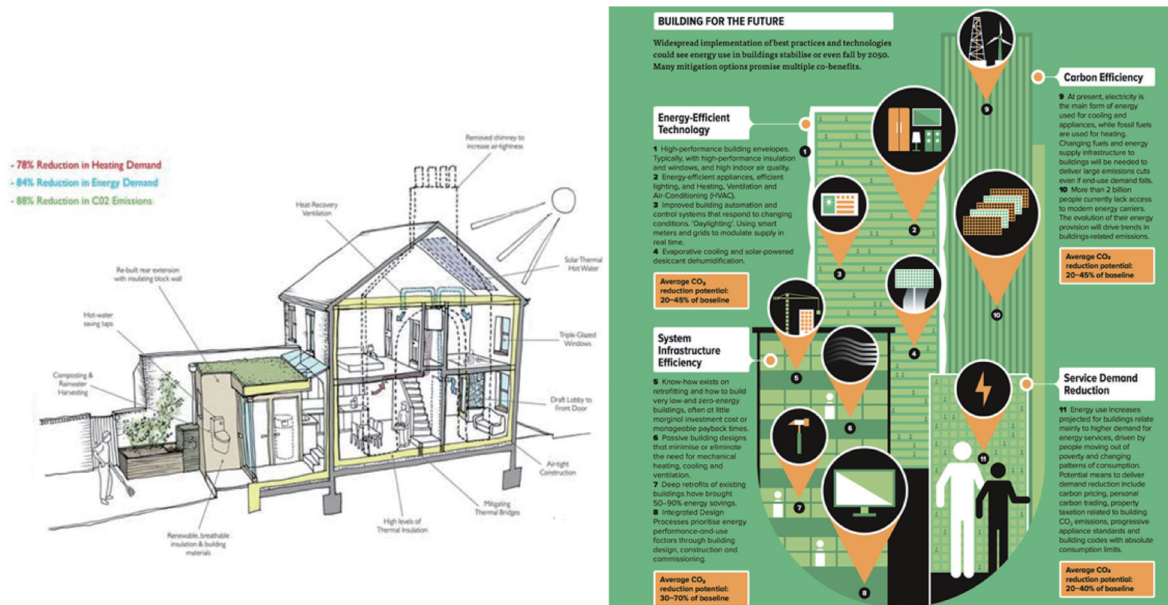 - 78% Reduction in Heating Demand
- 84% Reduction in Energy Demand
- 88% Reduction in C02 Emissions
Removed chimney to
increase air-tightness
Heat-Recovery
Ventilation
Solar Thermal
Hot Water
Re-built rear extension
with insulating block wall
Hot-water
saving taps
Triple-Glazed
Windows
Composting &
Rainwater
Harvesting
Draft Lobby to
Front Door
Air-tight
Construction
Mitigating
Thermal Bridges
High levels of
Thermal Insulation
Renewable, breathable
insulation & building
materials
BUILDING FOR THE FUTURE
Widespread implementation of best practices and technologies
could see energy use in buildings stabilise or even fall by 2050.
Many mitigation options promise multiple co-benefits.
Energy-Efficient
Technology
1 High-performance building envelopes.
Typically, with high-performance insulation
and windows, and high indoor air quality.
2 Energy-efficient appliances, efficient
lighting, and Heating, Ventilation and
Air-Conditioning (HVAC).
3 Improved building automation and
control systems that respond to changing
conditions. 'Daylighting'. Using smart
meters and grids to modulate supply in
real time.
4 Evaporative cooling and solar-powered
desiccant dehumidification.
Average CO₂
reduction potential:
20–45% of baseline
System
Infrastructure
Efficiency
5 Know-how exists on
retrofitting and how to build
very low and zero-energy
buildings, often ot little
marginal investment cost or
manageable payback times.
6 Passive building designs
that minimise or eliminate
the need for mechanical
heating, cooling and
ventilation.
7 Deep retrofits of existing
buildings have brought
50–90% energy savings.
8 Integrated Design
Processes prioritise energy
performance-and-use
factors through building
design, construction and
commissioning.
Average CO₂
reduction potential:
30–70% of baseline
1
2
3
4
5
6
7
8
9
10
11
Carbon Efficiency
9 At present, electricity is
the main form of energy
used for cooling and
appliances, while fossil fuels
are used for heating.
Changing fuels and energy
supply infrastructure to
buildings will be needed to
deliver large emissions cuts
even if end-use demand falls.
10 More than 2 billion
people currently lack access
to modern energy carriers.
The evolution of their energy
provision will drive trends in
buildings-related emissions.
Average CO₂
reduction potential:
20–45% of baseline
Service Demand
Reduction
11 Energy use increases
projected for buildings relate
mainly to higher demand for
energy services, driven by
people moving out of
poverty and changing
patterns of consumption.
Potential means to deliver
demand reduction include
carbon pricing, personal
carbon trading, property
taxation related to building
CO₂ emissions, progressive
appliance standards and
building codes with absolute
consumption limits.
Average CO₂
reduction potential:
20–40% of baseline